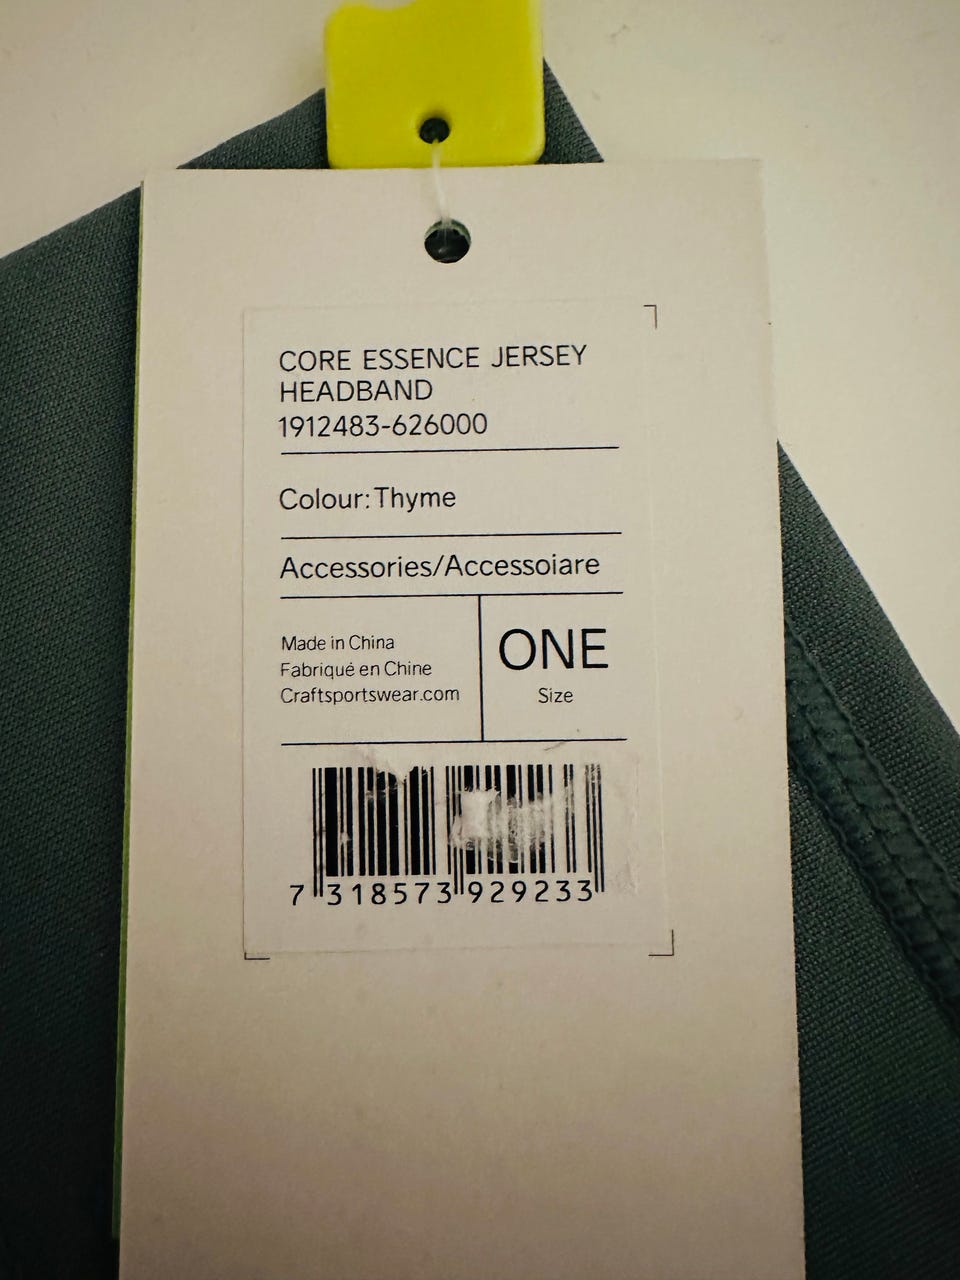 CORE ESSENCE JERSEY
HEADBAND
1912483-626000
Colour: Thyme
Accessories/Accessoiare
Made in China
Fabriqué en Chine
Craftsportswear.com
ONE
Size
7 318573 929233